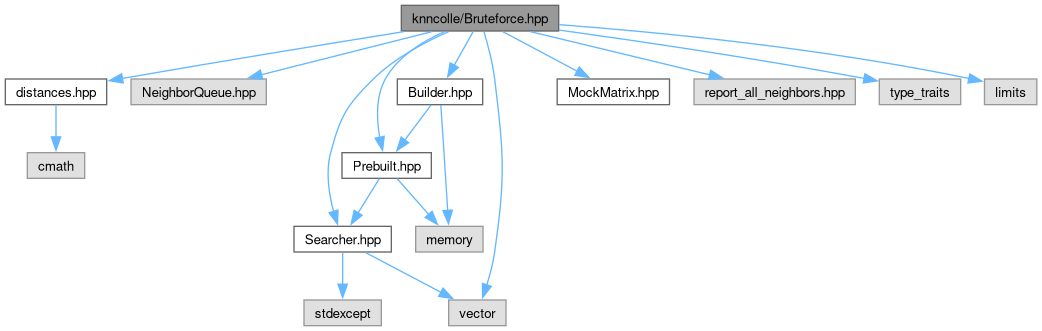 knncolle/Bruteforce.hpp
distances.hpp
NeighborQueue.hpp
Builder.hpp
MockMatrix.hpp
report_all_neighbors.hpp
type_traits
limits
cmath
Prebuilt.hpp
Searcher.hpp
memory
stdexcept
vector